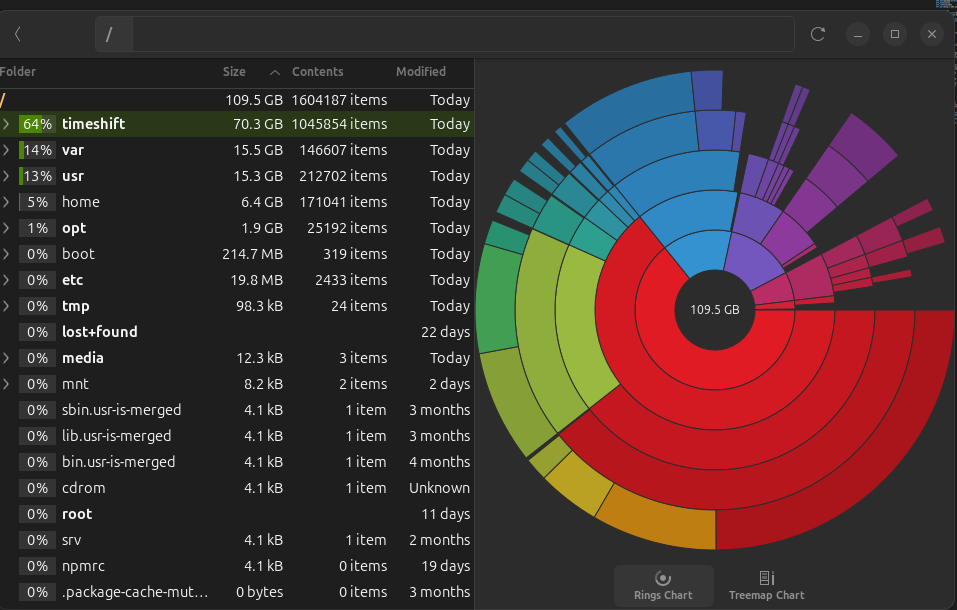 /
Folder Size Contents Modified
/ 109.5 GB 1604187 items Today
64% timeshift 70.3 GB 1045854 items Today
14% var 15.5 GB 146607 items Today
13% usr 15.3 GB 212702 items Today
5% home 6.4 GB 171041 items Today
1% opt 1.9 GB 25192 items Today
0% boot 214.7 MB 319 items Today
0% etc 19.8 MB 2433 items Today
0% tmp 98.3 kB 24 items Today
0% lost+found 22 days
0% media 12.3 kB 3 items Today
0% mnt 8.2 kB 2 items 2 days
0% sbin.usr-is-merged 4.1 kB 1 item 3 months
0% lib.usr-is-merged 4.1 kB 1 item 3 months
0% bin.usr-is-merged 4.1 kB 1 item 4 months
0% cdrom 4.1 kB 1 item Unknown
0% root 11 days
0% srv 4.1 kB 1 item 2 months
0% npmrc 4.1 kB 0 items 19 days
0% .package-cache-mut… 0 bytes 0 items 3 months
109.5 GB
Rings Chart Treemap Chart